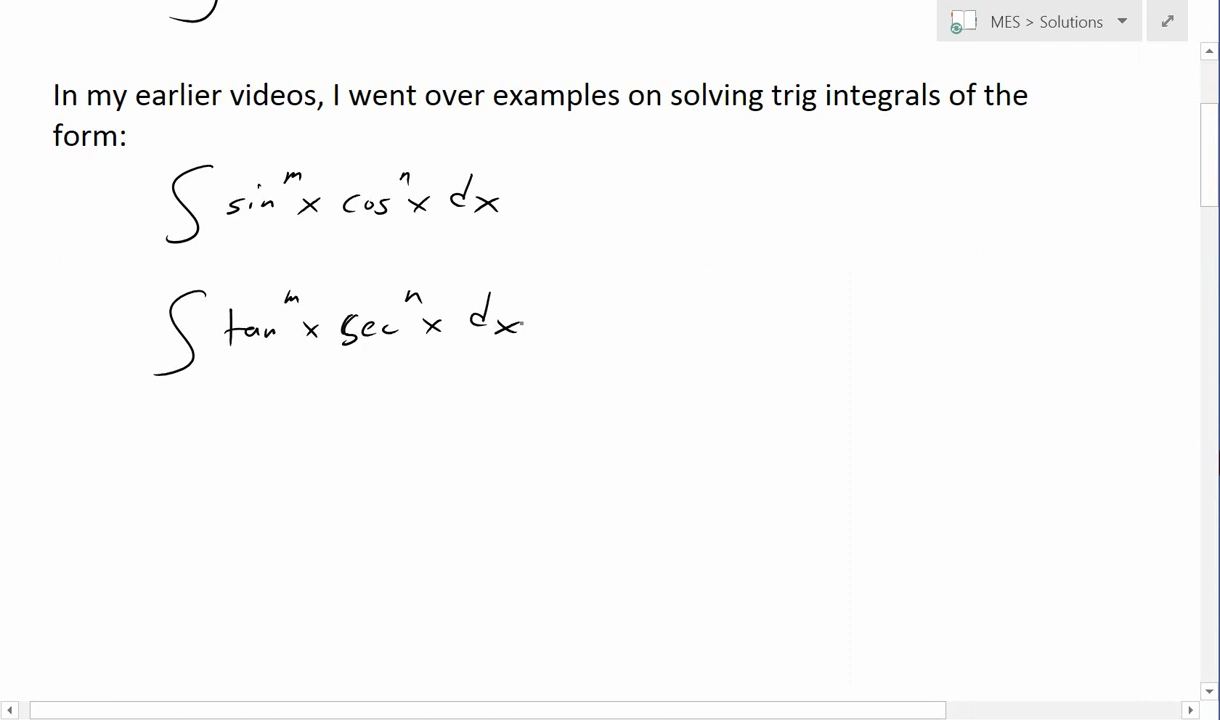 MES > Solutions
In my earlier videos, I went over examples on solving trig integrals of the
form:
∫ sin^m x cos^n x dx
∫ tan^m x sec^n x dx